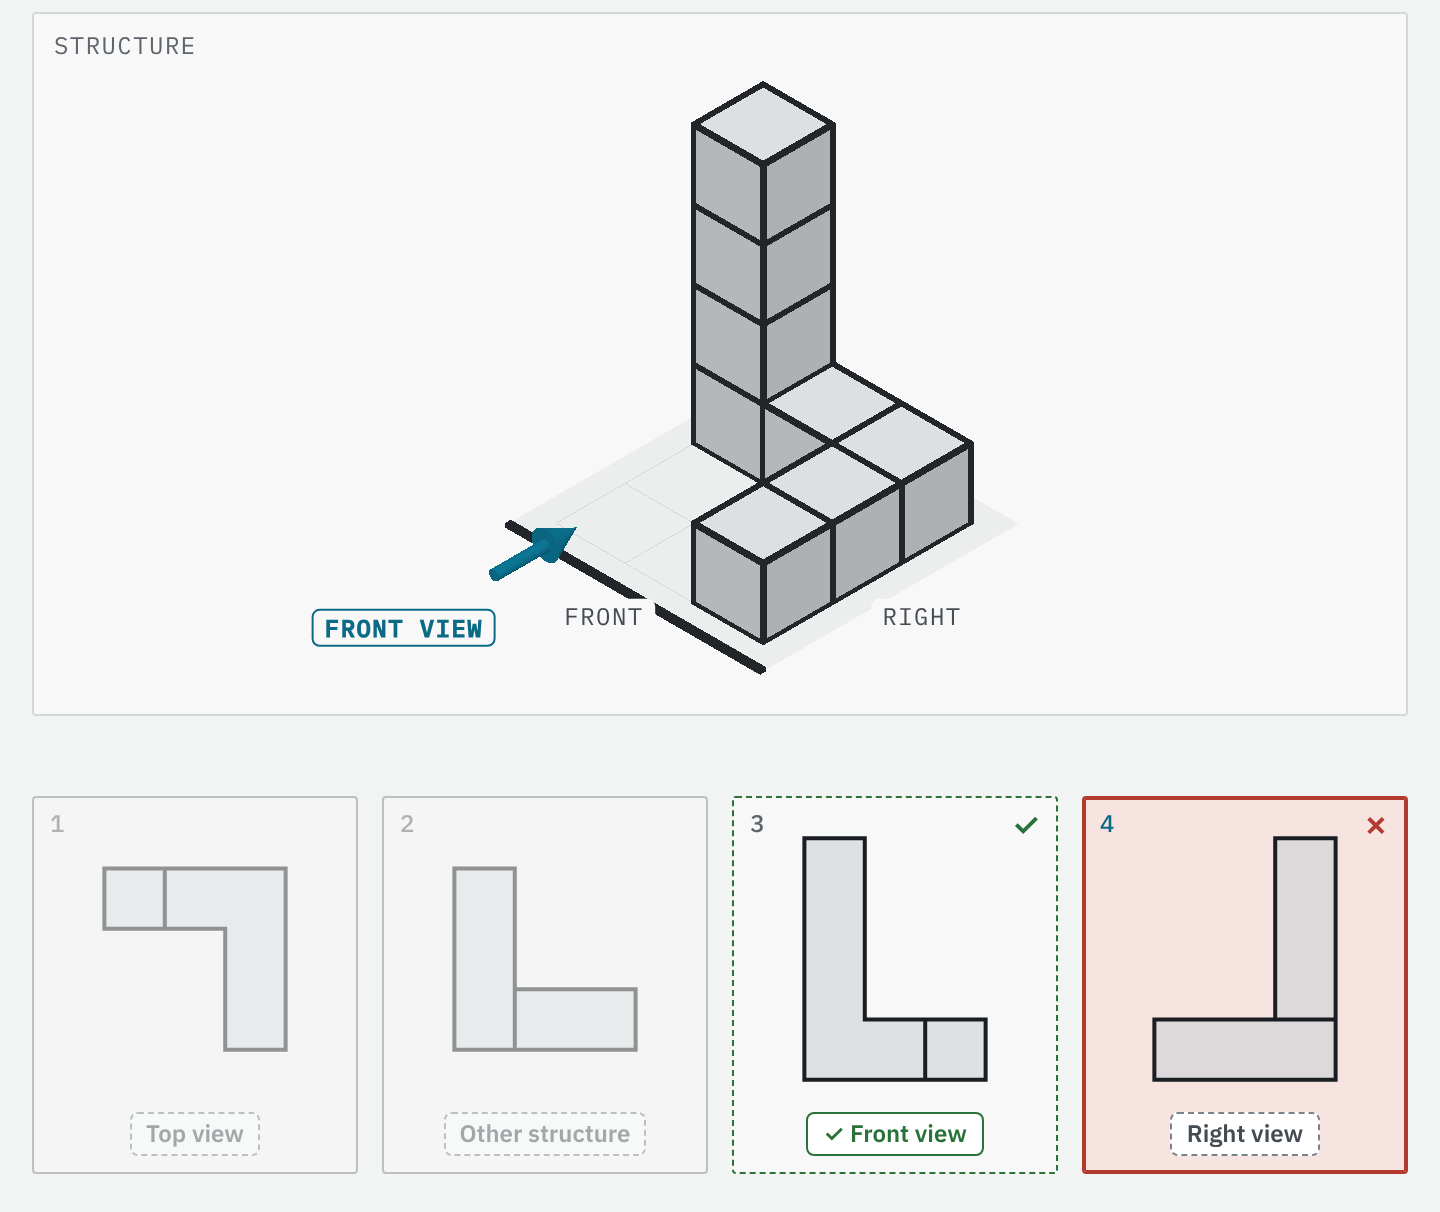 STRUCTURE
FRONT VIEW
FRONT
RIGHT
1
2
3
4
Top view
Other structure
Front view
Right view